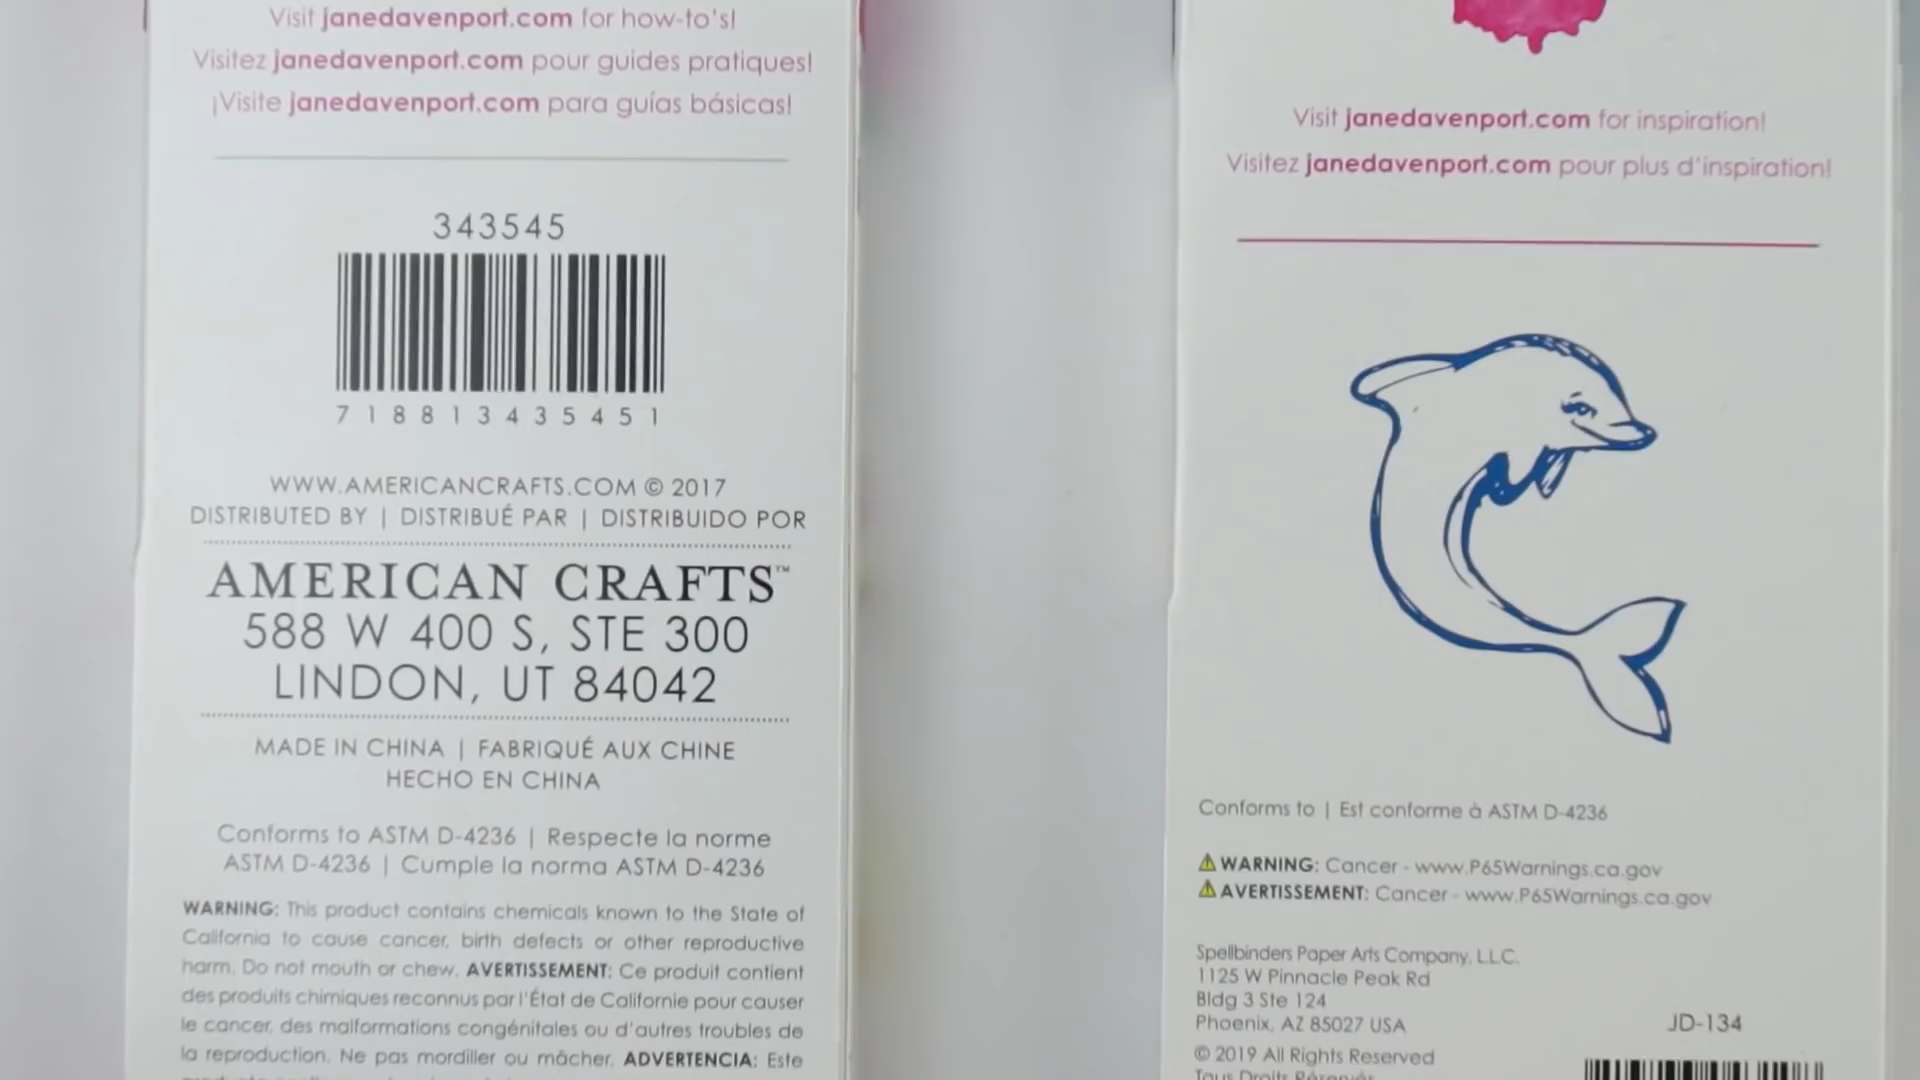 Visit janedavenport.com for how-to's!
Visitez janedavenport.com pour guides pratiques!
¡Visite janedavenport.com para guías básicas!
343545
7 18813 43545 1
WWW.AMERICANCRAFTS.COM © 2017
DISTRIBUTED BY | DISTRIBUÉ PAR | DISTRIBUIDO POR
AMERICAN CRAFTS™
588 W 400 S, STE 300
LINDON, UT 84042
MADE IN CHINA | FABRIQUÉ AUX CHINE
HECHO EN CHINA
Conforms to ASTM D-4236 | Respecte la norme
ASTM D-4236 | Cumple la norma ASTM D-4236
WARNING: This product contains chemicals known to the State of
California to cause cancer, birth defects or other reproductive
harm. Do not mouth or chew. AVERTISSEMENT: Ce produit contient
des produits chimiques reconnus par l'État de Californie pour causer
le cancer, des malformations congénitales ou d'autres troubles de
la reproduction. Ne pas mordiller ou mâcher. ADVERTENCIA: Este
Visit janedavenport.com for inspiration!
Visitez janedavenport.com pour plus d'inspiration!
Conforms to | Est conforme à ASTM D-4236
WARNING: Cancer - www.P65Warnings.ca.gov
AVERTISSEMENT: Cancer - www.P65Warnings.ca.gov
Spellbinders Paper Arts Company, L.L.C.
1125 W Pinnacle Peak Rd
Bldg 3 Ste 124
Phoenix, AZ 85027 USA
JD-134
© 2019 All Rights Reserved
Tous Droits Réservés